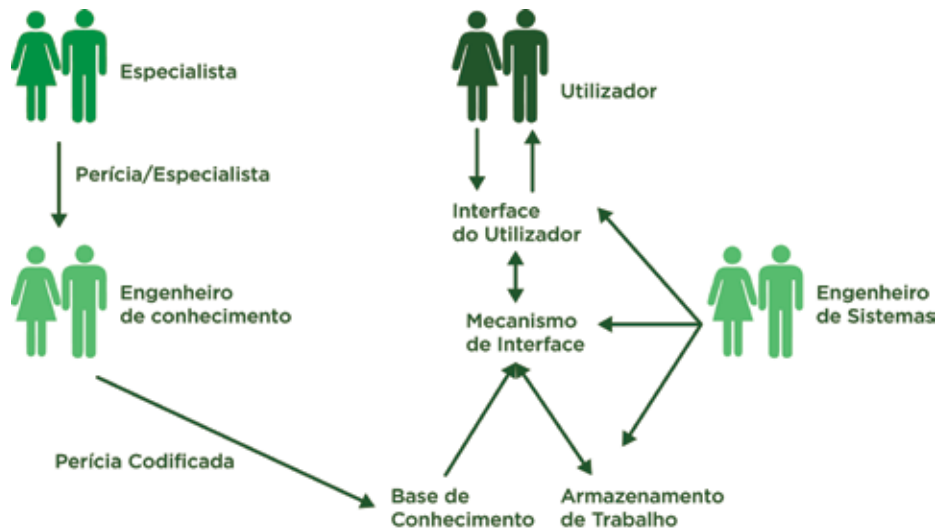 Especialista
Utilizador
Perícia/Especialista
Interface
do Utilizador
Engenheiro
de conhecimento
Engenheiro
de Sistemas
Mecanismo
de Interface
Perícia Codificada
Base de
Conhecimento
Armazenamento
de Trabalho